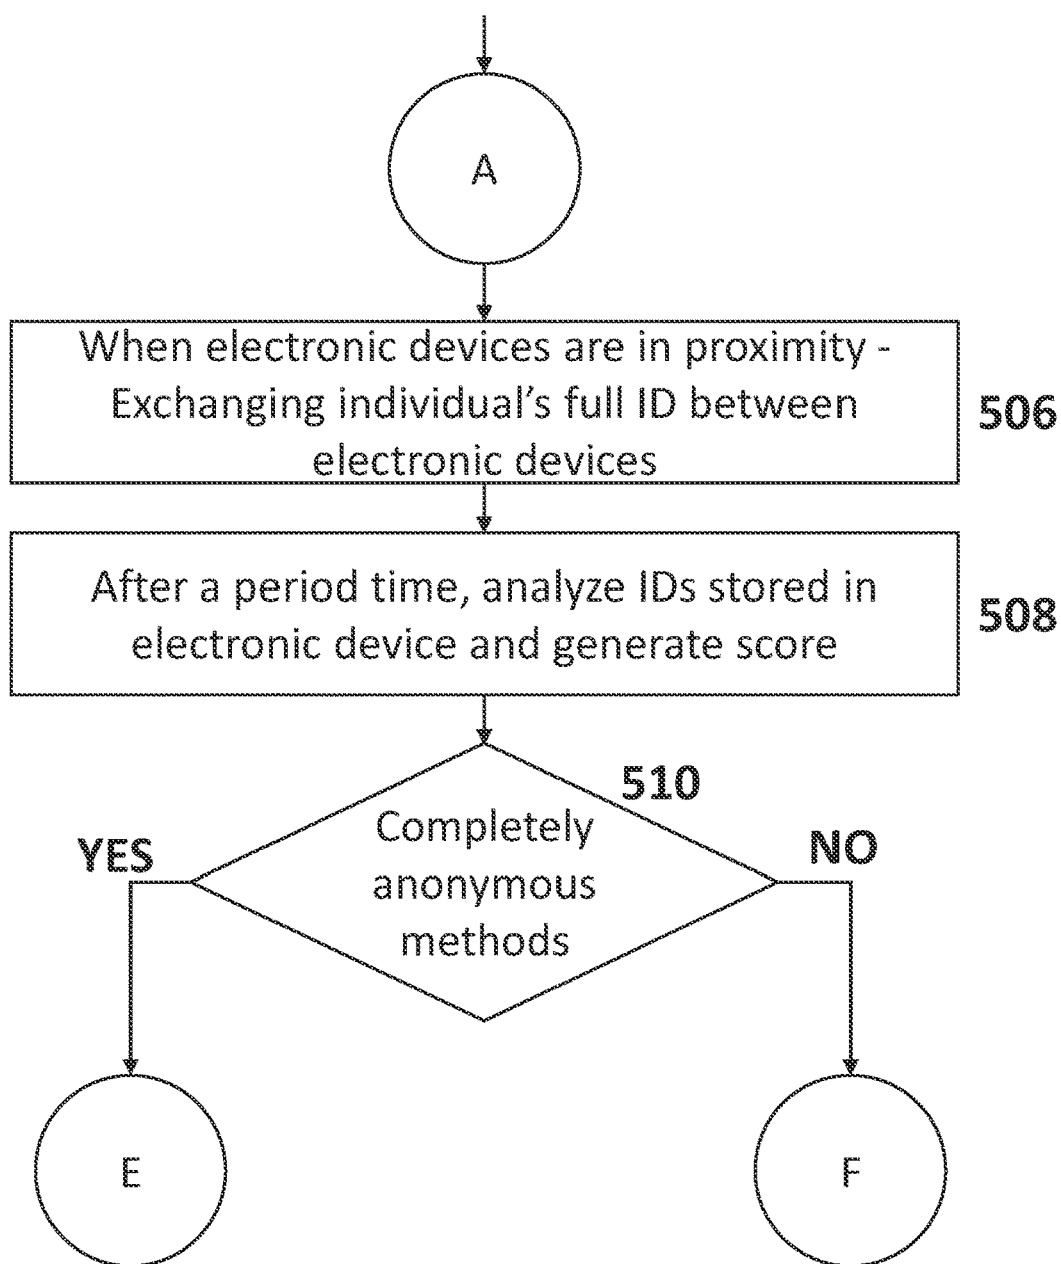 A
When electronic devices are in proximity -
Exchanging individual's full ID between
electronic devices
506
After a period time, analyze IDs stored in
electronic device and generate score
508
510
Completely
anonymous
methods
YES
NO
E
F